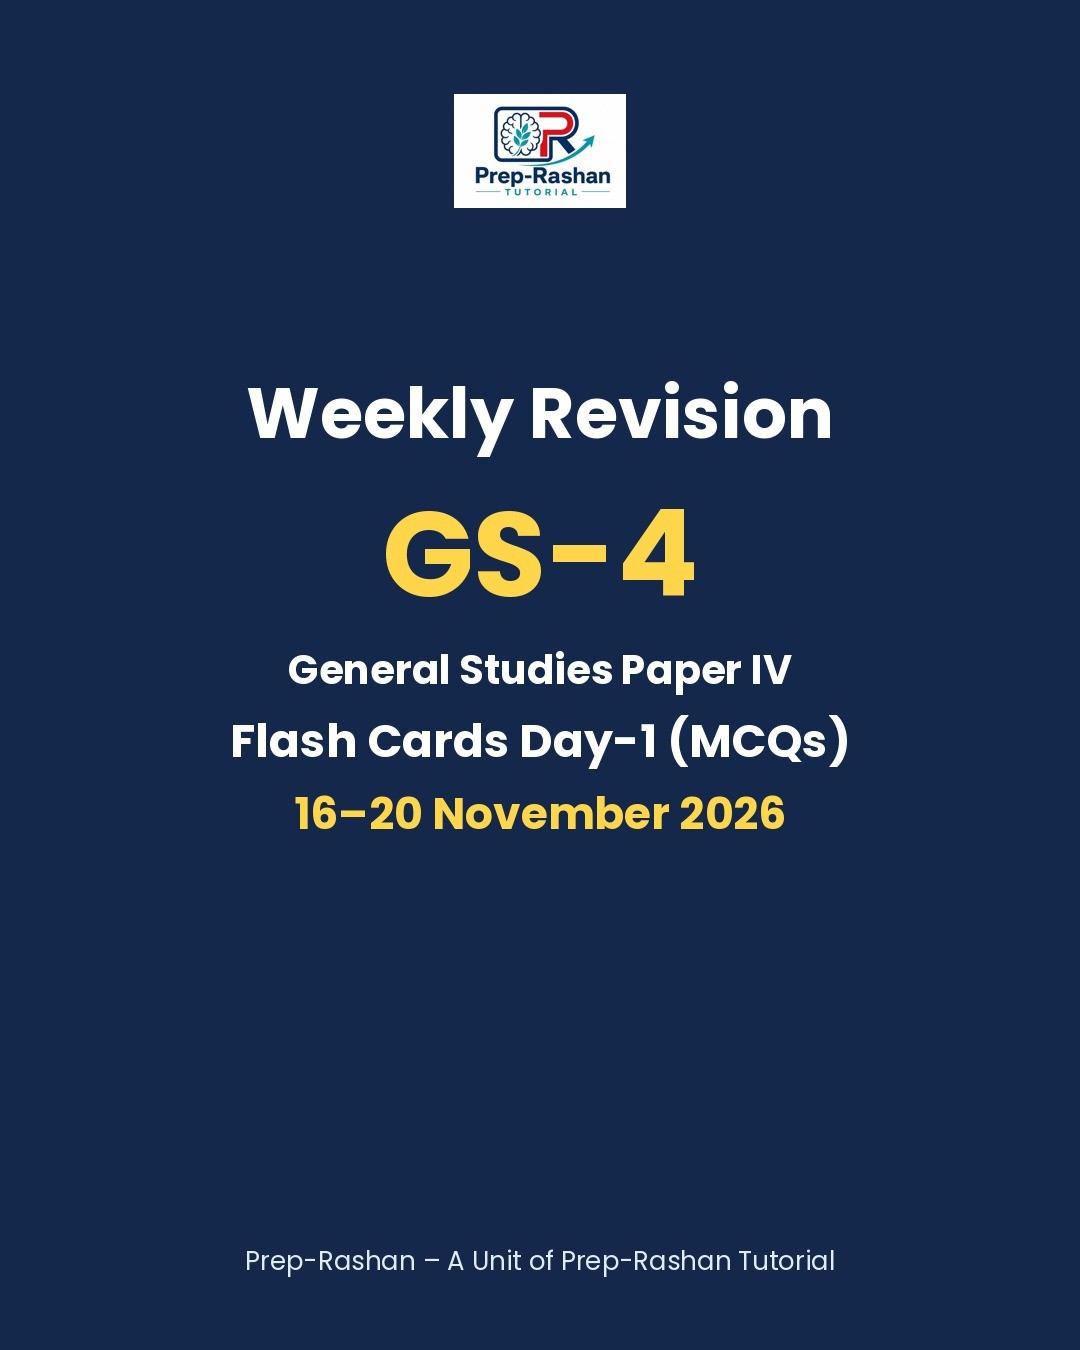 Prep-Rashan
TUTORIAL
Weekly Revision
GS-4
General Studies Paper IV
Flash Cards Day-1 (MCQs)
16–20 November 2026
Prep-Rashan – A Unit of Prep-Rashan Tutorial